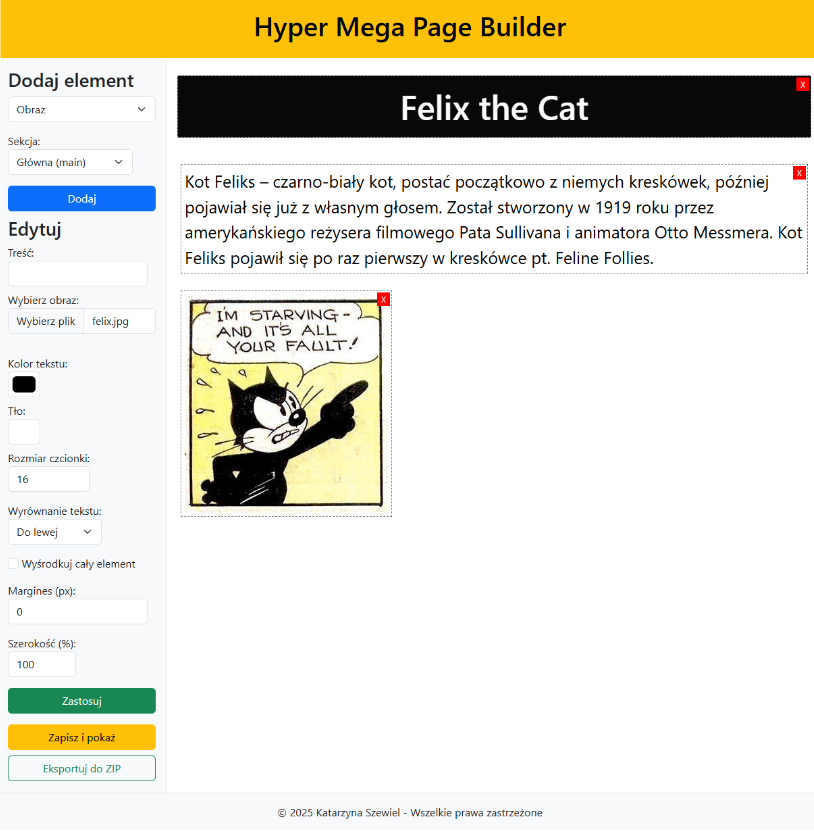 Hyper Mega Page Builder
Dodaj element
Obraz
Sekcja:
Główna (main)
Dodaj
Edytuj
Treść:
Wybierz obraz:
Wybierz plik felix.jpg
Kolor tekstu:
Tło:
Rozmiar czcionki:
16
Wyrównanie tekstu:
Do lewej
Wyśrodkuj cały element
Margines (px):
0
Szerokość (%):
100
Zastosuj
Zapisz i pokaż
Eksportuj do ZIP
X
Felix the Cat
X
Kot Feliks – czarno-biały kot, postać początkowo z niemych kreskówek, później
pojawiał się już z własnym głosem. Został stworzony w 1919 roku przez
amerykańskiego reżysera filmowego Pata Sullivana i animatora Otto Messmera. Kot
Feliks pojawił się po raz pierwszy w kreskówce pt. Feline Follies.
X
I'M STARVING-
AND IT'S ALL
YOUR FAULT!
© 2025 Katarzyna Szewiel - Wszelkie prawa zastrzeżone